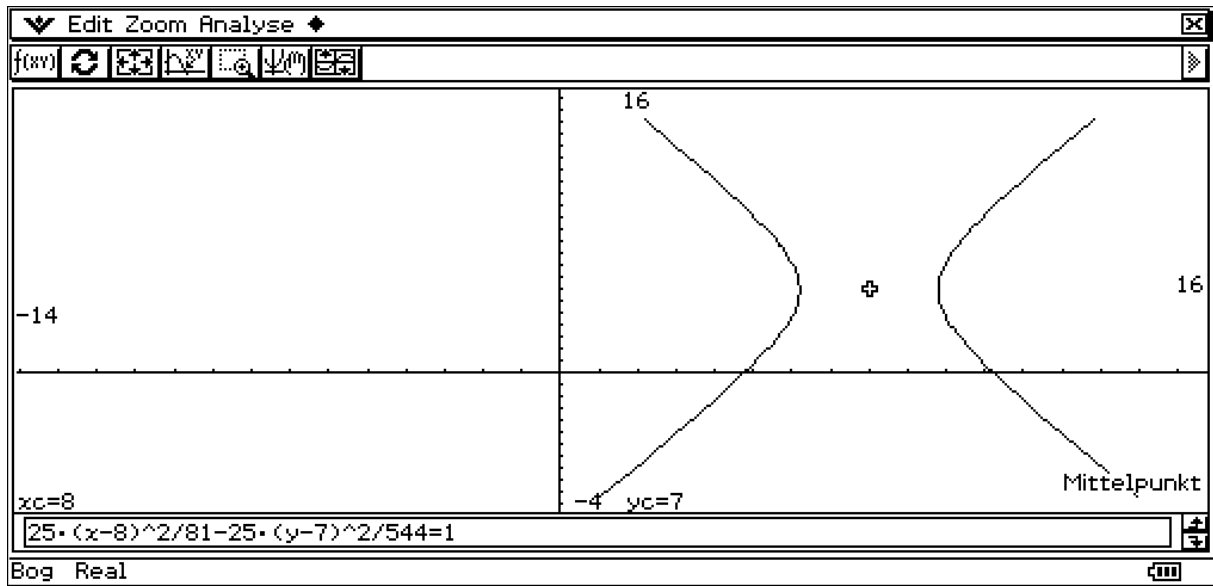 Edit Zoom Analyse ◆
f(xy)
16
16
-14
Mittelpunkt
xc=8
-4 yc=7
25·(x-8)^2/81-25·(y-7)^2/544=1
Bog Real